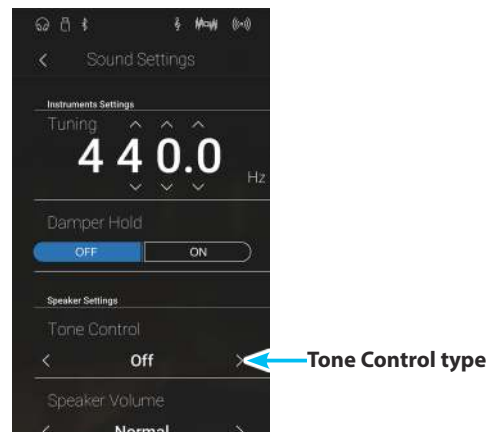 Sound Settings
Instruments Settings
Tuning
440.0 Hz
Damper Hold
OFF ON
Speaker Settings
Tone Control
Off
Tone Control type
Speaker Volume
Normal